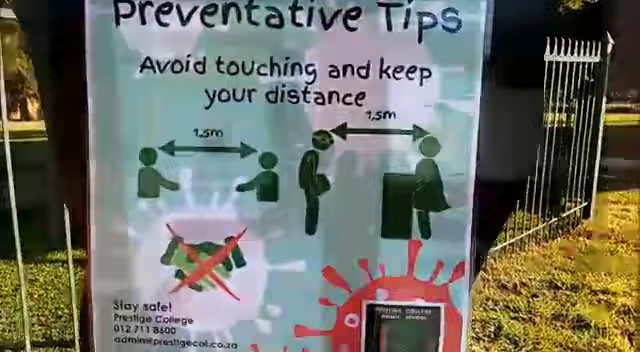 Preventative Tips
Avoid touching and keep
your distance
1,5m
1,5m
Stay safe!
Prestige College
012 711 8600
admin@prestigecol.co.za